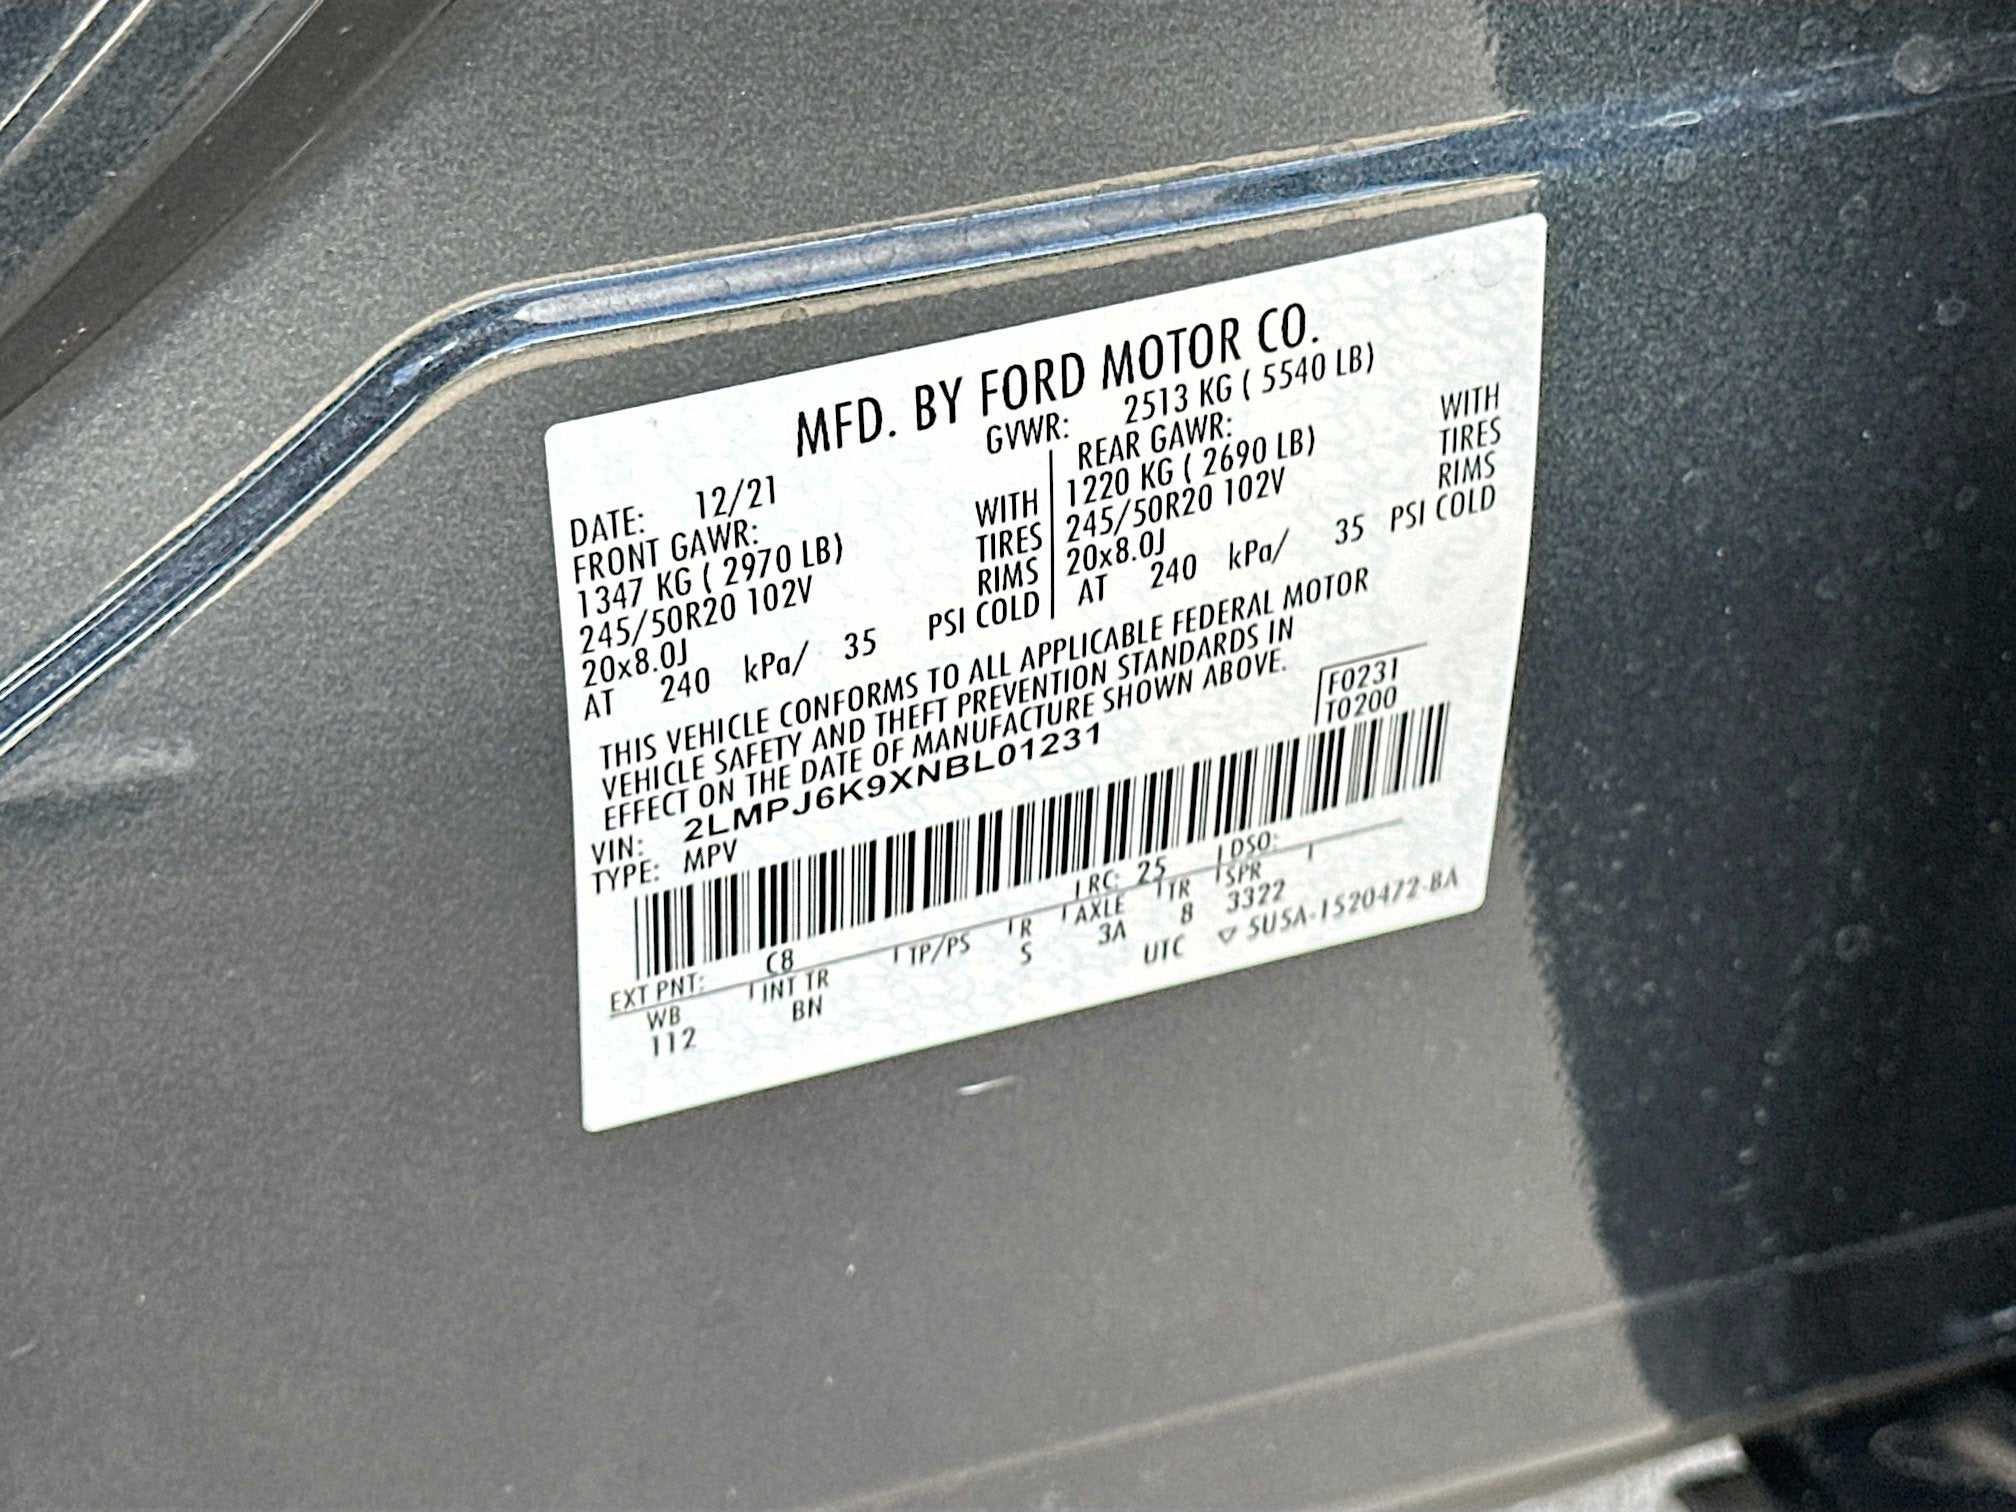 MFD. BY FORD MOTOR CO.
DATE: 12/21 GVWR: 2513 KG ( 5540 LB)
FRONT GAWR: REAR GAWR:
1347 KG ( 2970 LB) WITH 1220 KG ( 2690 LB) WITH
245/50R20 102V TIRES 245/50R20 102V TIRES
20x8.0J RIMS 20x8.0J RIMS
AT 240 kPa/ 35 PSI COLD AT 240 kPa/ 35 PSI COLD
THIS VEHICLE CONFORMS TO ALL APPLICABLE FEDERAL MOTOR
VEHICLE SAFETY AND THEFT PREVENTION STANDARDS IN
EFFECT ON THE DATE OF MANUFACTURE SHOWN ABOVE.
VIN: 2LMPJ6K9XNBL01231 F0231
TYPE: MPV T0200
EXT PNT: C8 RC: 25 DSO:
WB INT TR TP/PS R AXLE TR SPR
112 BN S 3A 8 3322
UTC ▽ 5U5A-1520472-BA